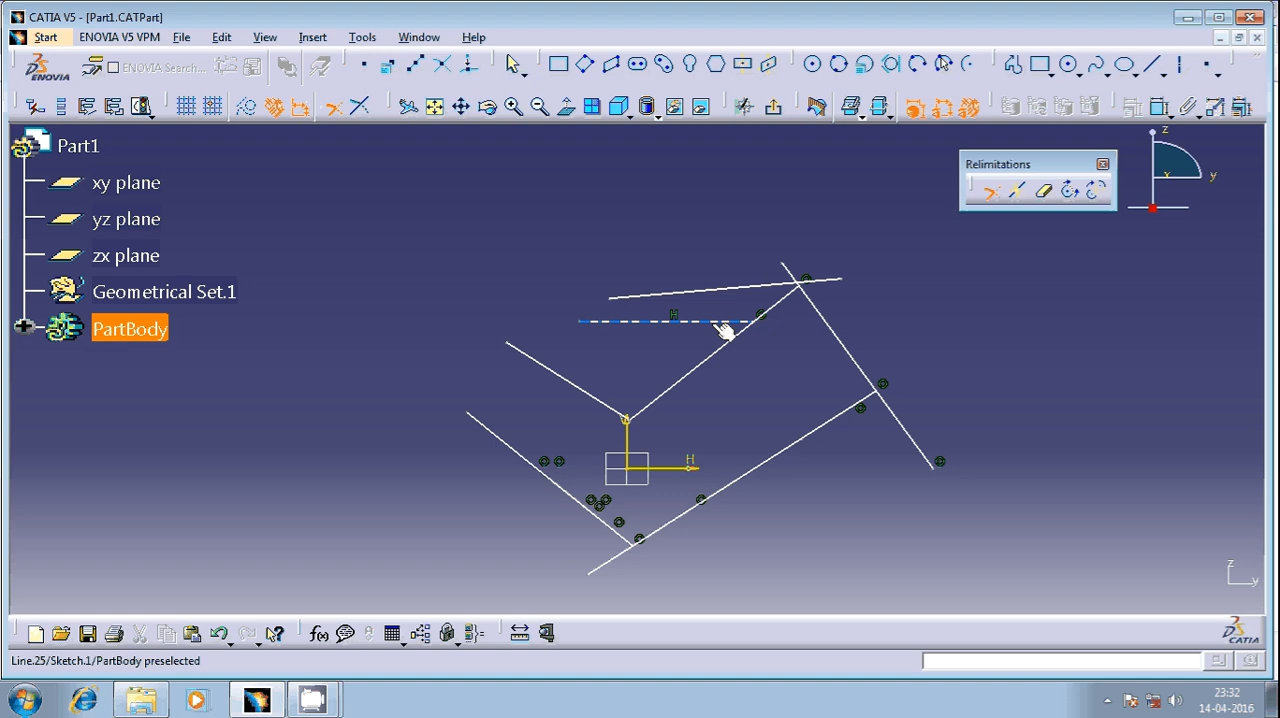 CATIA V5 - [Part1.CATPart]
Start ENOVIA V5 VPM File Edit View Insert Tools Window Help
ENOVIA ENOVIA Search...
Part1
xy plane
yz plane
zx plane
Geometrical Set.1
PartBody
Relimitations
z
x y
H
H
z
y
CATIA
Line.25/Sketch.1/PartBody preselected
23:32
14-04-2016